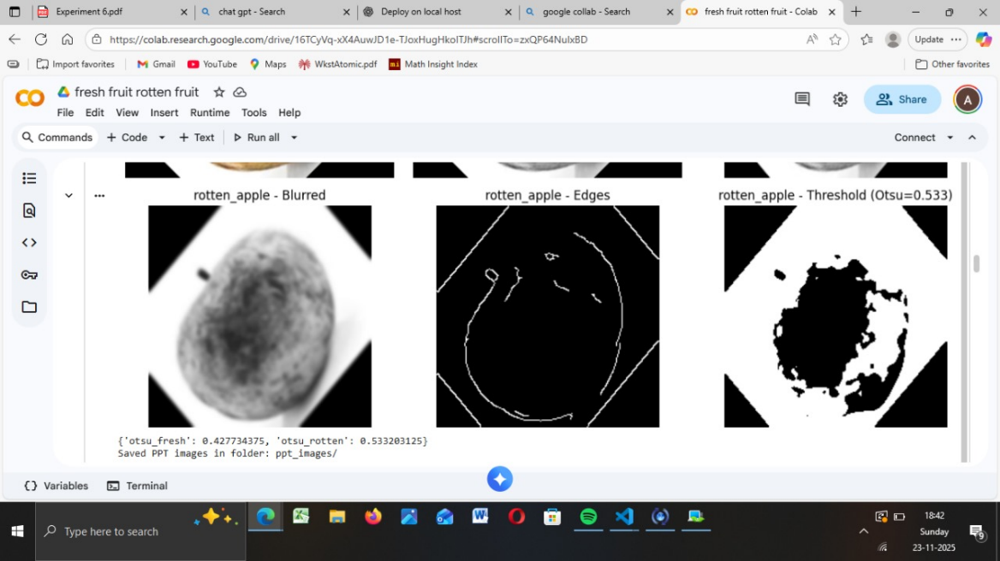 Experiment 6.pdf
chat gpt - Search
Deploy on local host
google collab - Search
fresh fruit rotten fruit - Colab
https://colab.research.google.com/drive/16TCyVq-xX4AuwJD1e-TJoxHugHkoITJh#scrollTo=zxQP64NulxBD
Update
Import favorites
Gmail
YouTube
Maps
WkstAtomic.pdf
mi Math Insight Index
Other favorites
fresh fruit rotten fruit
File Edit View Insert Runtime Tools Help
Share
A
Commands + Code + Text Run all
Connect
rotten_apple - Blurred
rotten_apple - Edges
rotten_apple - Threshold (Otsu=0.533)
{'otsu_fresh': 0.427734375, 'otsu_rotten': 0.533203125}
Saved PPT images in folder: ppt_images/
{} Variables
Terminal
Type here to search
18:42
Sunday
23-11-2025
9